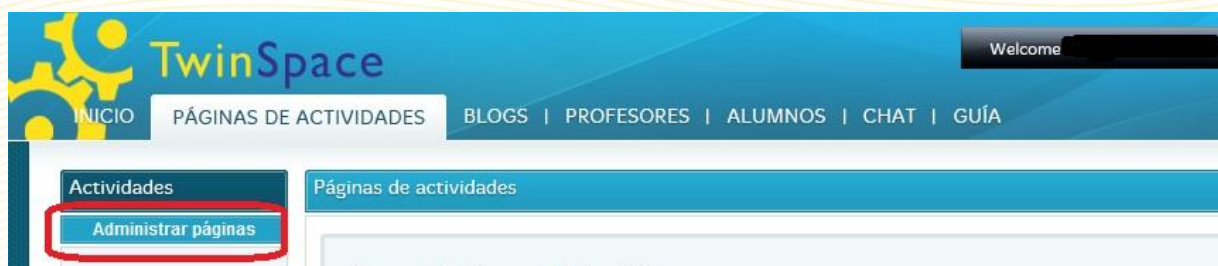 TwinSpace
Welcome
INICIO PÁGINAS DE ACTIVIDADES BLOGS | PROFESORES | ALUMNOS | CHAT | GUÍA
Actividades
Páginas de actividades
Administrar páginas